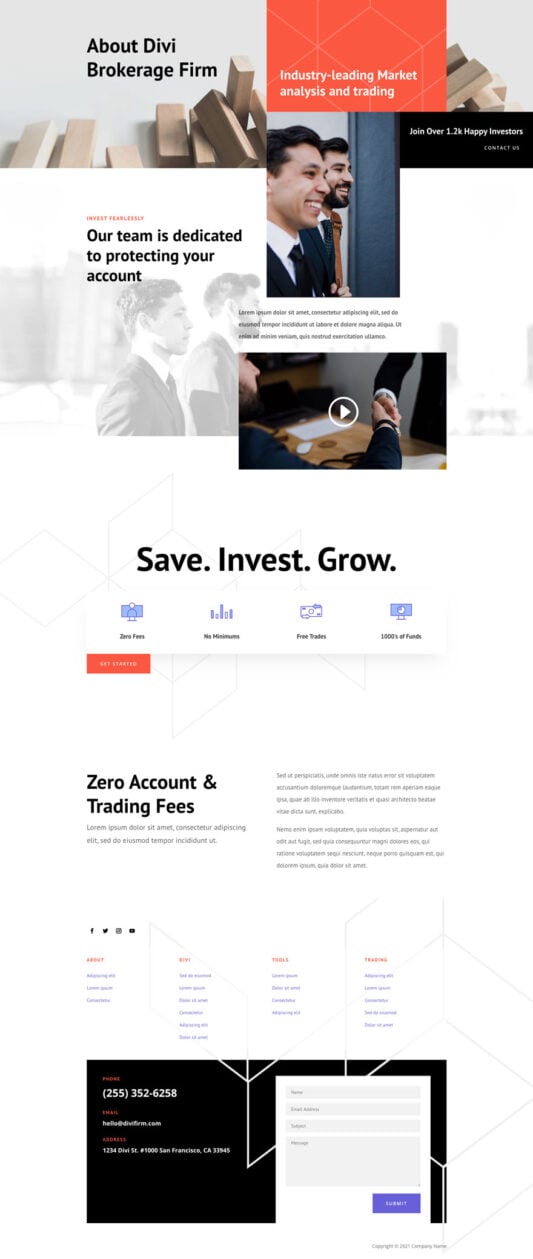 About Divi
Brokerage Firm
Industry-leading Market
analysis and trading
Join Over 1.2k Happy Investors
CONTACT US
INVEST FEARLESSLY
Our team is dedicated
to protecting your
account
Lorem ipsum dolor sit amet, consectetur adipiscing elit, sed do
eiusmod tempor incididunt ut labore et dolore magna aliqua. Ut
enim ad minim veniam, quis nostrud exercitation ullamco.
Save. Invest. Grow.
Zero Fees
No Minimums
Free Trades
1000's of Funds
GET STARTED
Zero Account &
Trading Fees
Lorem ipsum dolor sit amet, consectetur adipiscing
elit, sed do eiusmod tempor incididunt ut.
Sed ut perspiciatis, unde omnis iste natus error sit voluptatem
accusantium doloremque laudantium, totam rem aperiam eaque
ipsa, quae ab illo inventore veritatis et quasi architecto beatae
vitae dicta sunt, explicabo.
Nemo enim ipsam voluptatem, quia voluptas sit, aspernatur aut
odit aut fugit, sed quia consequuntur magni dolores eos, qui
ratione voluptatem sequi nesciunt, neque porro quisquam est, qui
dolorem ipsum, quia dolor sit amet.
ABOUT
Adipiscing elit
Lorem ipsum
Consectetur
DIVI
Sed do eiusmod
Lorem ipsum
Dolor sit amet
Consectetur
Adipiscing elit
Dolor sit amet
TOOLS
Lorem ipsum
Dolor sit amet
Consectetur
Adipiscing elit
TRADING
Adipiscing elit
Lorem ipsum
Consectetur
Sed do eiusmod
Dolor sit amet
PHONE
(255) 352-6258
EMAIL
hello@divifirm.com
ADDRESS
1234 Divi St. #1000 San Francisco, CA 33945
Name
Email Address
Subject
Message
SUBMIT
Copyright © 2021 Company Name